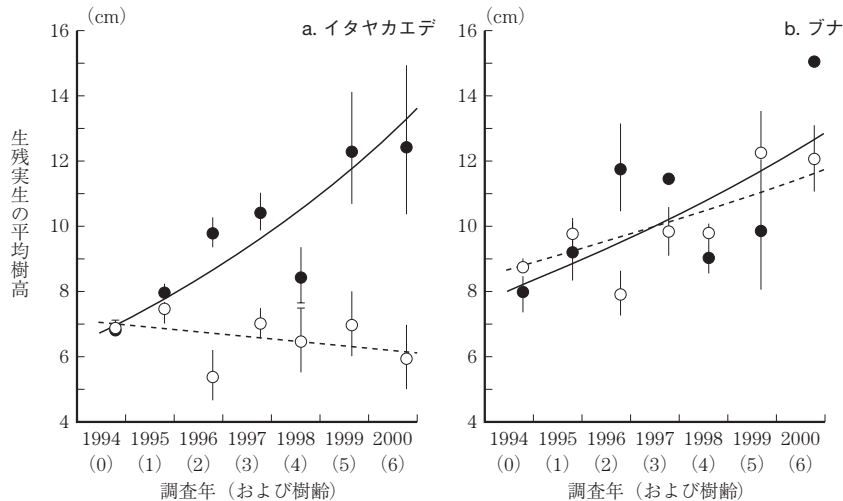 (cm)
a. イタヤカエデ
16
14
12
10
8
6
4
生残実生の平均樹高
1994 1995 1996 1997 1998 1999 2000
(0) (1) (2) (3) (4) (5) (6)
調査年（および樹齢）
(cm)
b. ブナ
16
14
12
10
8
6
4
1994 1995 1996 1997 1998 1999 2000
(0) (1) (2) (3) (4) (5) (6)
調査年（および樹齢）